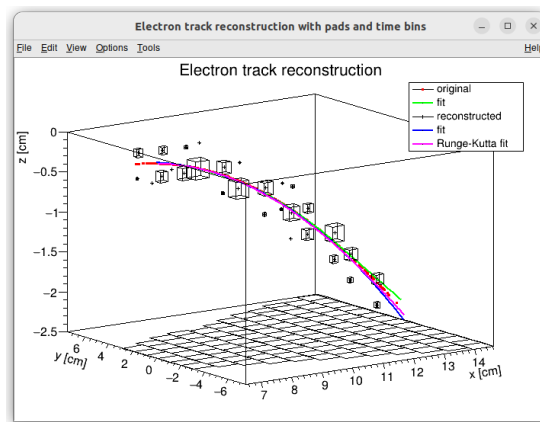 Electron track reconstruction with pads and time bins
File Edit View Options Tools Help
Electron track reconstruction
original
fit
reconstructed
fit
Runge-Kutta fit
z [cm]
0
−0.5
−1.0
−1.5
−2
−2.5
y [cm]
6 4 2 0 −2 −4 −6
x [cm]
7 8 9 10 11 12 13 14